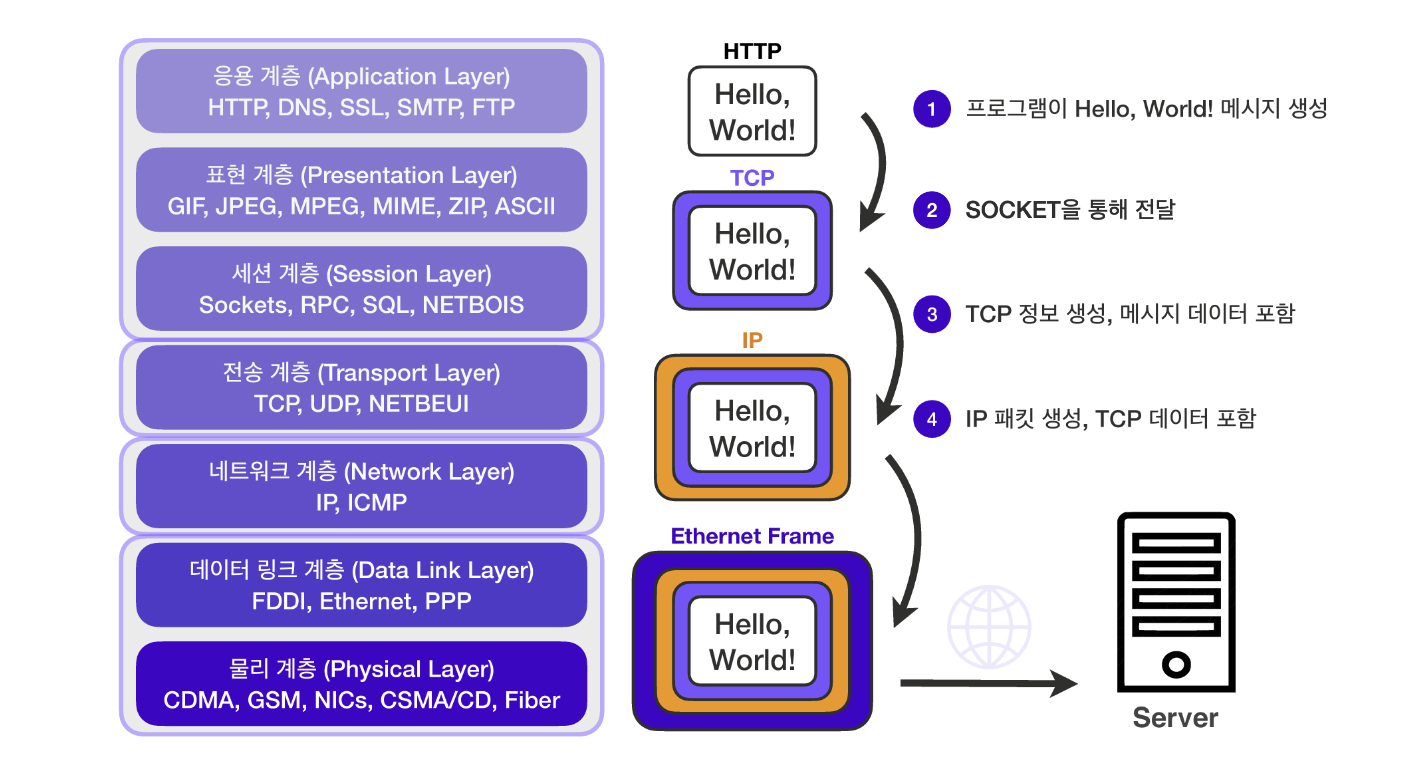 응용 계층 (Application Layer)
HTTP, DNS, SSL, SMTP, FTP
표현 계층 (Presentation Layer)
GIF, JPEG, MPEG, MIME, ZIP, ASCII
세션 계층 (Session Layer)
Sockets, RPC, SQL, NETBOIS
전송 계층 (Transport Layer)
TCP, UDP, NETBEUI
네트워크 계층 (Network Layer)
IP, ICMP
데이터 링크 계층 (Data Link Layer)
FDDI, Ethernet, PPP
물리 계층 (Physical Layer)
CDMA, GSM, NICs, CSMA/CD, Fiber
HTTP
Hello,
World!
TCP
Hello,
World!
IP
Hello,
World!
Ethernet Frame
Hello,
World!
1 프로그램이 Hello, World! 메시지 생성
2 SOCKET을 통해 전달
3 TCP 정보 생성, 메시지 데이터 포함
4 IP 패킷 생성, TCP 데이터 포함
Server